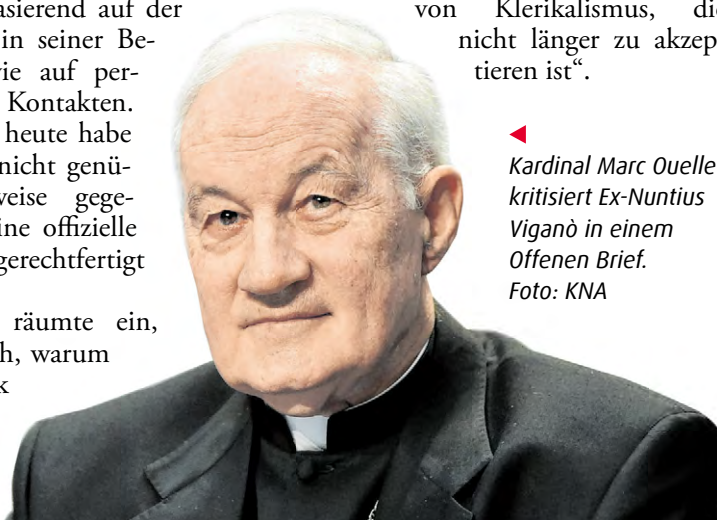 asierend auf der
in seiner Be-
wie auf per-
Kontakten.
heute habe
nicht genü-
weise gege-
ine offizielle
gerechtfertigt
räumte ein,
h, warum
k
von Klerikalismus, die
nicht länger zu akzep-
tieren ist“.
Kardinal Marc Ouelle
kritisiert Ex-Nuntius
Viganò in einem
Offenen Brief.
Foto: KNA